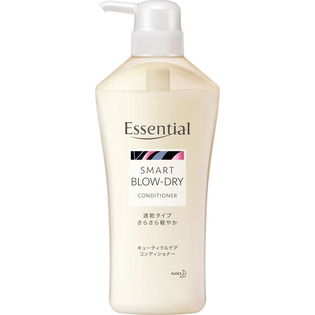 Essential
SMART
BLOW-DRY
CONDITIONER
速乾タイプ
さらさら軽やか
キューティクルケア
コンディショナー
Kao